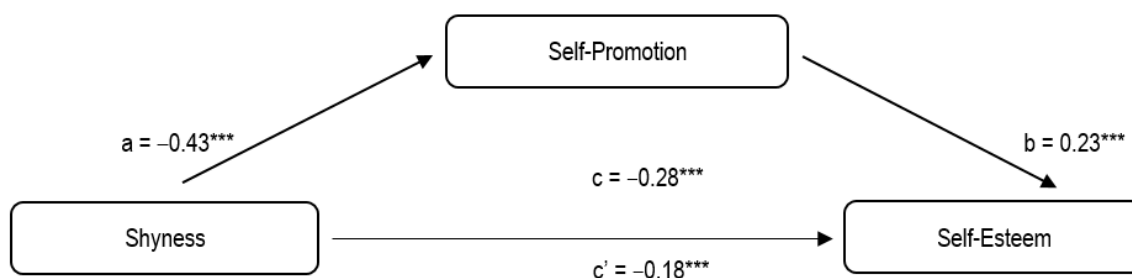 Self-Promotion
a = −0.43***
b = 0.23***
c = −0.28***
Shyness
Self-Esteem
c’ = −0.18***